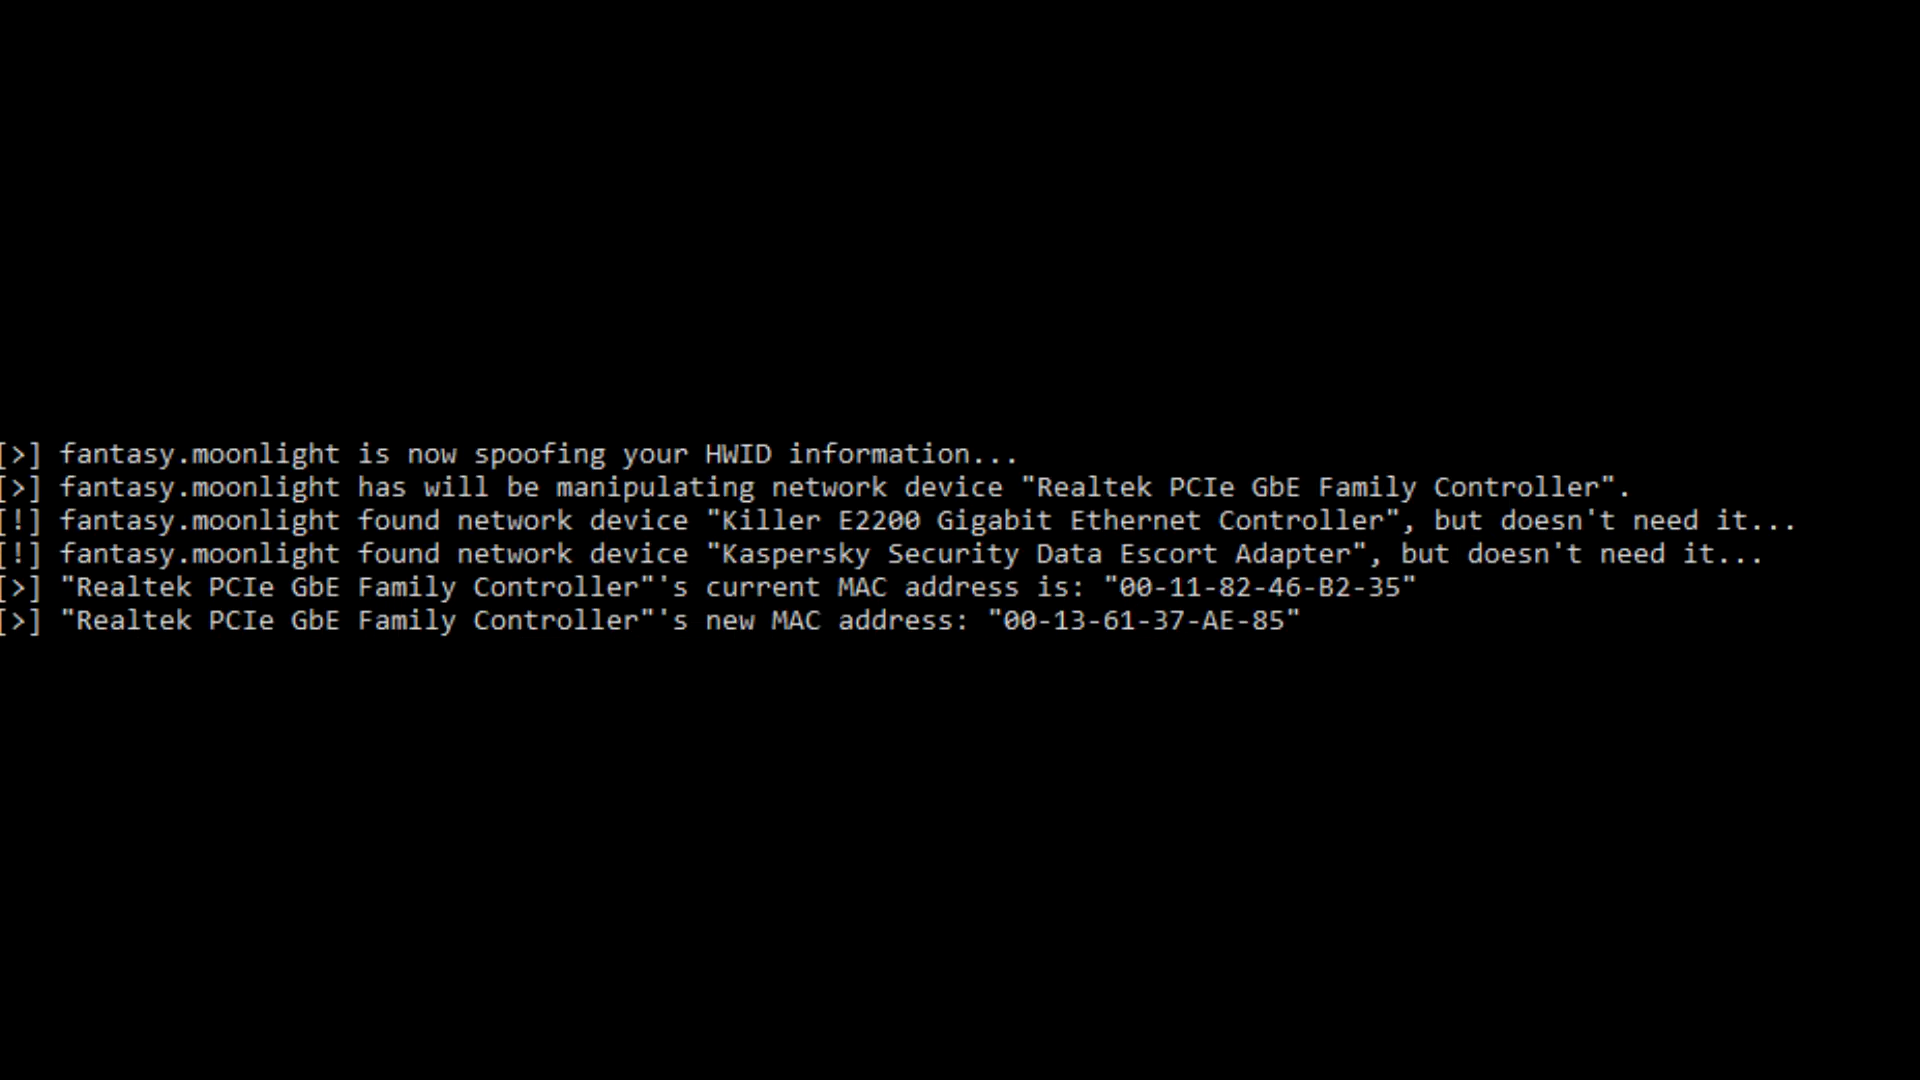 [>] fantasy.moonlight is now spoofing your HWID information...
[>] fantasy.moonlight has will be manipulating network device "Realtek PCIe GbE Family Controller".
[!] fantasy.moonlight found network device "Killer E2200 Gigabit Ethernet Controller", but doesn't need it...
[!] fantasy.moonlight found network device "Kaspersky Security Data Escort Adapter", but doesn't need it...
[>] "Realtek PCIe GbE Family Controller"'s current MAC address is: "00-11-82-46-B2-35"
[>] "Realtek PCIe GbE Family Controller"'s new MAC address: "00-13-61-37-AE-85"